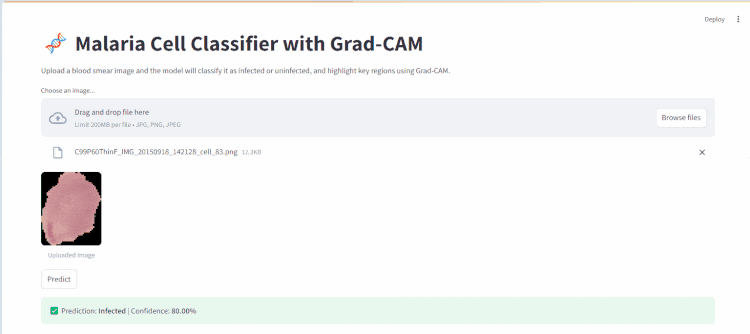 Deploy
Malaria Cell Classifier with Grad-CAM
Upload a blood smear image and the model will classify it as infected or uninfected, and highlight key regions using Grad-CAM.
Choose an image...
Drag and drop file here
Limit 200MB per file • JPG, PNG, JPEG
Browse files
C99P60ThinF_IMG_20150918_142128_cell_83.png 12.3KB
Uploaded Image
Predict
Prediction: Infected | Confidence: 80.00%